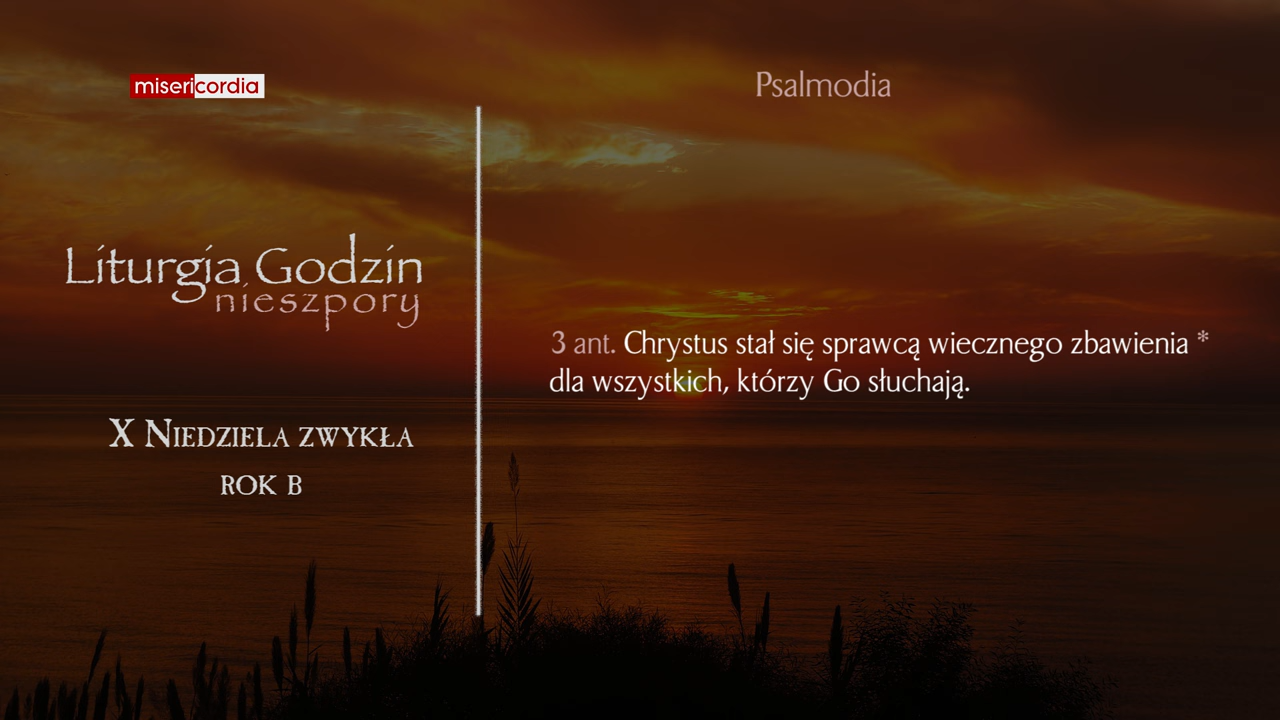 misericordia
Psalmodia
Liturgia Godzin
nieszpory
3 ant. Chrystus stał się sprawcą wiecznego zbawienia *
dla wszystkich, którzy Go słuchają.
X Niedziela zwykła
rok B